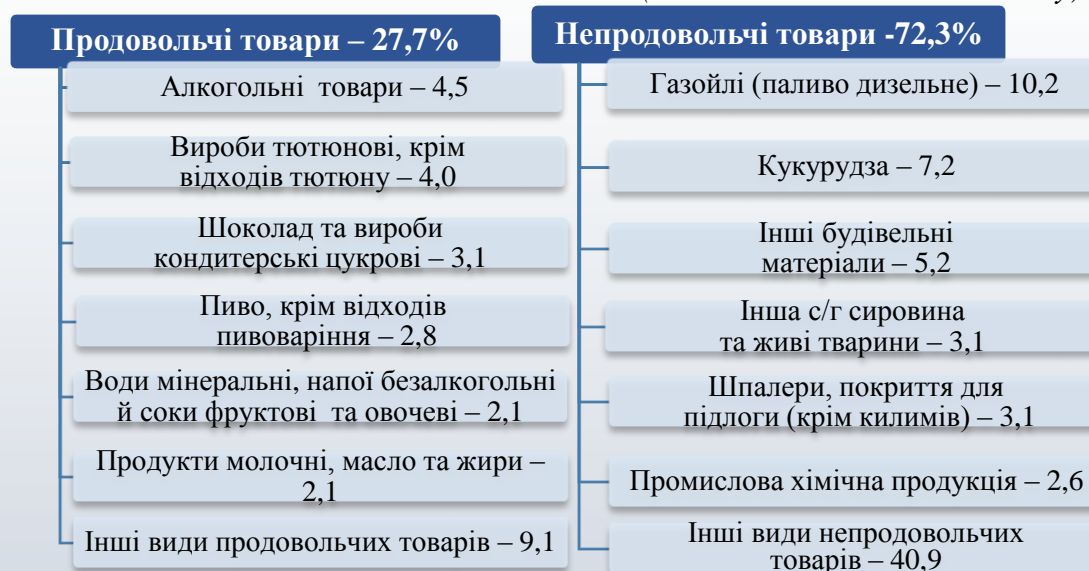 Продовольчі товари – 27,7%
Алкогольні товари – 4,5
Вироби тютюнові, крім
відходів тютюну – 4,0
Шоколад та вироби
кондитерські цукрові – 3,1
Пиво, крім відходів
пивоваріння – 2,8
Води мінеральні, напої безалкогольні
й соки фруктові та овочеві – 2,1
Продукти молочні, масло та жири –
2,1
Інші види продовольчих товарів – 9,1
Непродовольчі товари -72,3%
Газойлі (паливо дизельне) – 10,2
Кукурудза – 7,2
Інші будівельні
матеріали – 5,2
Інша с/г сировина
та живі тварини – 3,1
Шпалери, покриття для
підлоги (крім килимів) – 3,1
Промислова хімічна продукція – 2,6
Інші види непродовольчих
товарів – 40,9